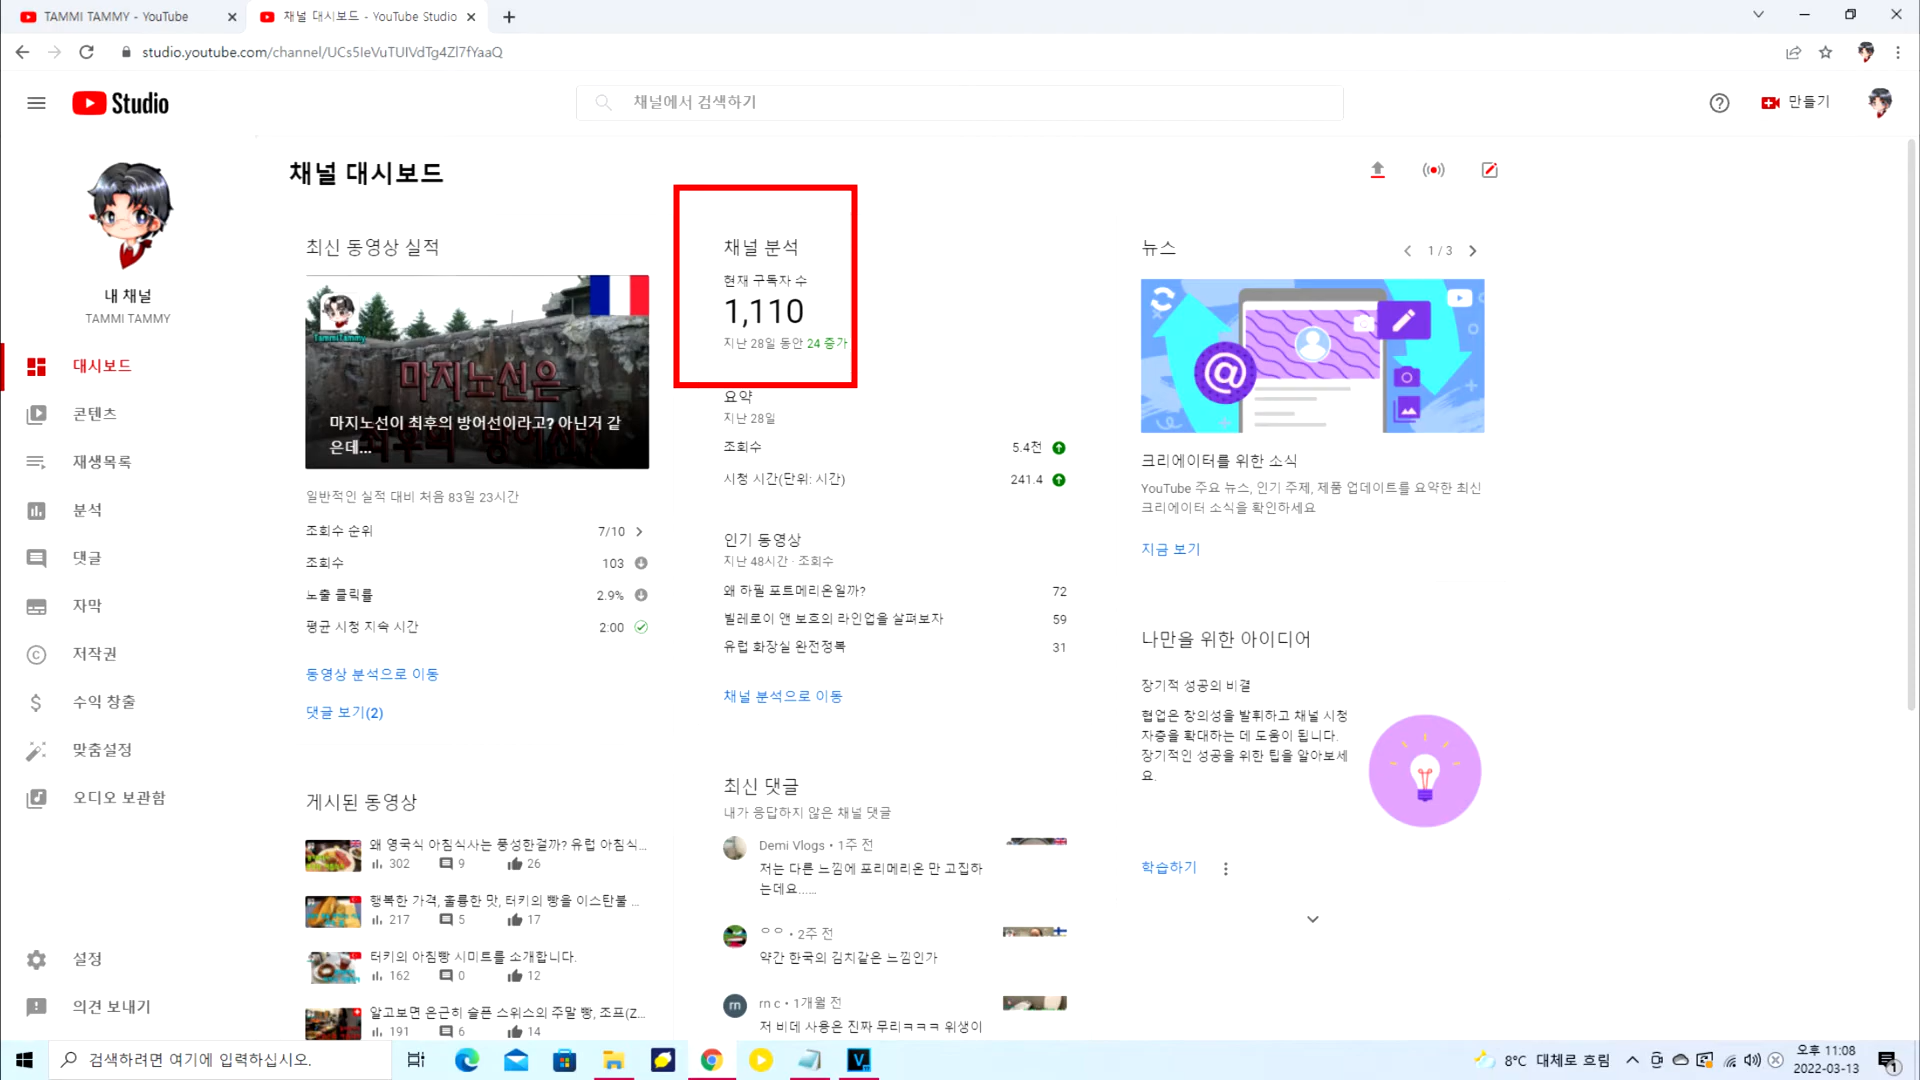 TAMMI TAMMY - YouTube
채널 대시보드 - YouTube Studio
studio.youtube.com/channel/UCs5IeVuTUIVdTg4Zl7fYaaQ
Studio
채널에서 검색하기
만들기
내 채널
TAMMI TAMMY
대시보드
콘텐츠
재생목록
분석
댓글
자막
저작권
수익 창출
맞춤설정
오디오 보관함
설정
의견 보내기
채널 대시보드
최신 동영상 실적
TammiTammy
마지노선은
마지노선이 최후의 방어선이라고? 아닌거 같
은데...
일반적인 실적 대비 처음 83일 23시간
조회수 순위 7/10
조회수 103
노출 클릭률 2.9%
평균 시청 지속 시간 2:00
동영상 분석으로 이동
댓글 보기(2)
게시된 동영상
왜 영국식 아침식사는 풍성한걸까? 유럽 아침식...
302 9 26
행복한 가격, 훌륭한 맛, 터키의 빵을 이스탄불 ...
217 5 17
터키의 아침빵 시미트를 소개합니다.
162 0 12
알고보면 은근히 슬픈 스위스의 주말 빵, 조프(Z...
191 6 14
채널 분석
현재 구독자 수
1,110
지난 28일 동안 24 증가
요약
지난 28일
조회수 5.4천
시청 시간(단위: 시간) 241.4
인기 동영상
지난 48시간 · 조회수
왜 하필 포트메리온일까? 72
빌레로이 앤 보흐의 라인업을 살펴보자 59
유럽 화장실 완전정복 31
채널 분석으로 이동
최신 댓글
내가 응답하지 않은 채널 댓글
Demi Vlogs • 1주 전
저는 다른 느낌에 포리메리온 만 고집하
는데요......
ㅇㅇ • 2주 전
약간 한국의 김치같은 느낌인가
rn
rn c • 1개월 전
저 비데 사용은 진짜 무리ㅋㅋㅋ 위생이
뉴스
1 / 3
크리에이터를 위한 소식
YouTube 주요 뉴스, 인기 주제, 제품 업데이트를 요약한 최신
크리에이터 소식을 확인하세요
지금 보기
나만을 위한 아이디어
장기적 성공의 비결
협업은 창의성을 발휘하고 채널 시청
자층을 확대하는 데 도움이 됩니다.
장기적인 성공을 위한 팁을 알아보세
요.
학습하기
검색하려면 여기에 입력하십시오.
8°C 대체로 흐림
오후 11:08
2022-03-13
1